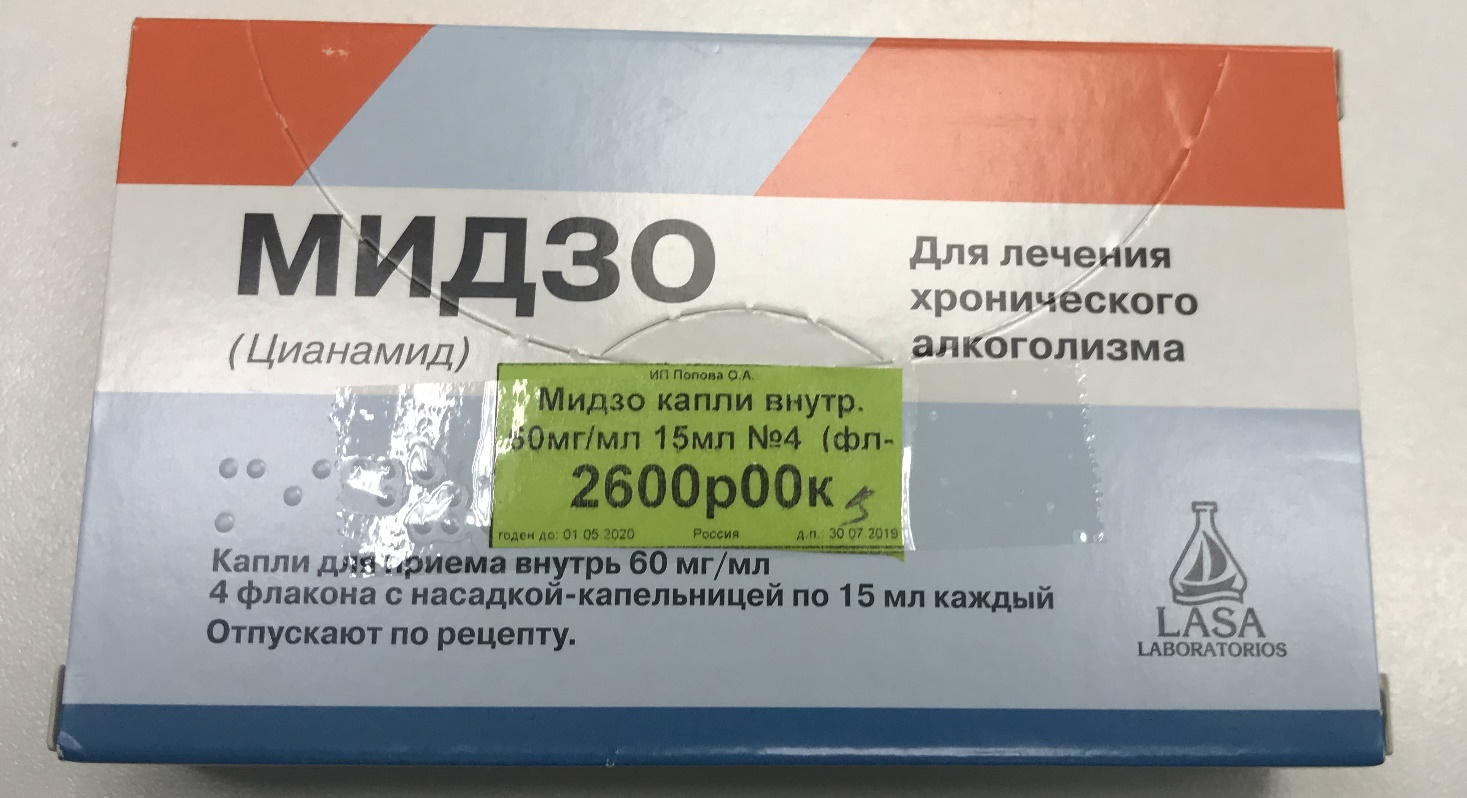 МИДЗО
(Цианамид)
Для лечения
хронического
алкоголизма
ИП Попова О.А.
Мидзо капли внутр.
60мг/мл 15мл №4 (фл-
2600р00к
годен до: 01 05 2020 Россия д.п.: 30.07.2019
Капли для приема внутрь 60 мг/мл
4 флакона с насадкой-капельницей по 15 мл каждый
Отпускают по рецепту.
LASA
LABORATORIOS